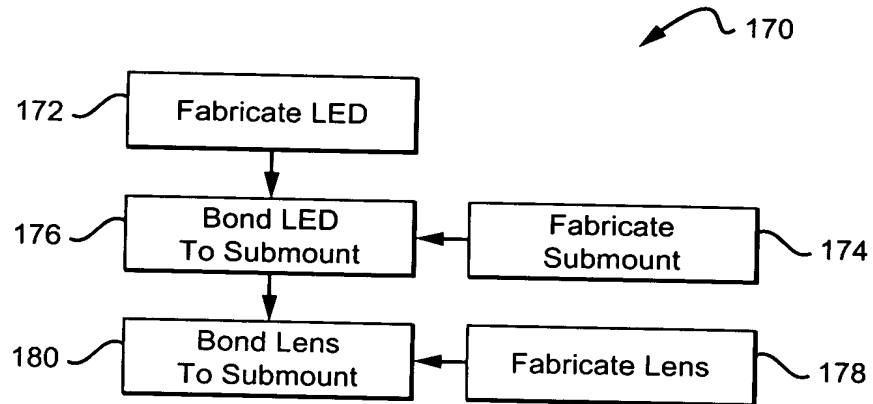 170
172
Fabricate LED
176
Bond LED
To Submount
Fabricate
Submount
174
180
Bond Lens
To Submount
Fabricate Lens
178